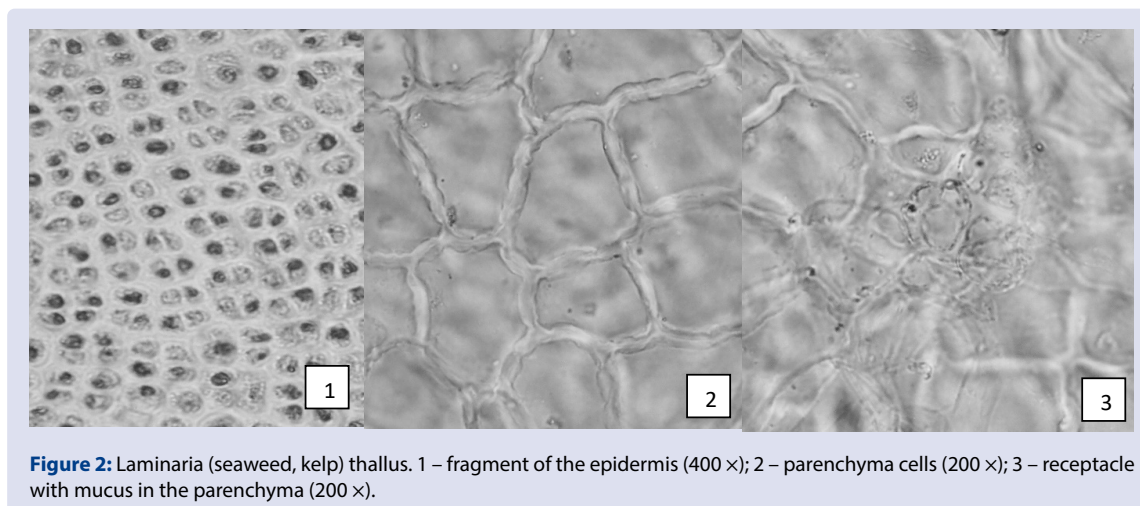 1
2
3
Figure 2: Laminaria (seaweed, kelp) thallus. 1 – fragment of the epidermis (400 ×); 2 – parenchyma cells (200 ×); 3 – receptacle
with mucus in the parenchyma (200 ×).